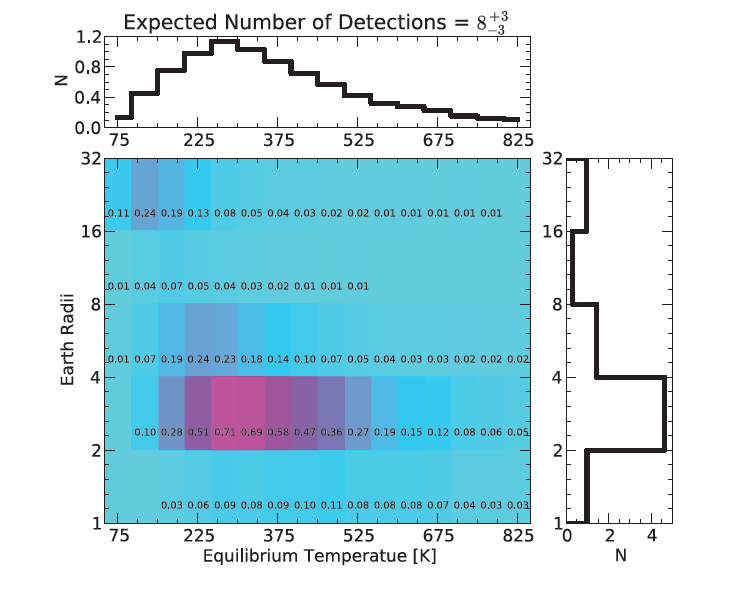 Expected Number of Detections = 8^{+3}_{-3}
1.2
0.8
0.4
0.0
N
75 225 375 525 675 825
32
16
8
4
2
1
Earth Radii
0.11 0.24 0.19 0.13 0.08 0.05 0.04 0.03 0.02 0.02 0.01 0.01 0.01 0.01 0.01
0.01 0.04 0.07 0.05 0.04 0.03 0.02 0.01 0.01 0.01
0.01 0.07 0.19 0.24 0.23 0.18 0.14 0.10 0.07 0.05 0.04 0.03 0.03 0.02 0.02 0.02
0.10 0.28 0.51 0.71 0.69 0.58 0.47 0.36 0.27 0.19 0.15 0.12 0.08 0.06 0.05
0.03 0.06 0.09 0.08 0.09 0.10 0.11 0.08 0.08 0.08 0.07 0.04 0.03 0.03
75 225 375 525 675 825
Equilibrium Temperatue [K]
32
16
8
4
2
1
0 2 4
N